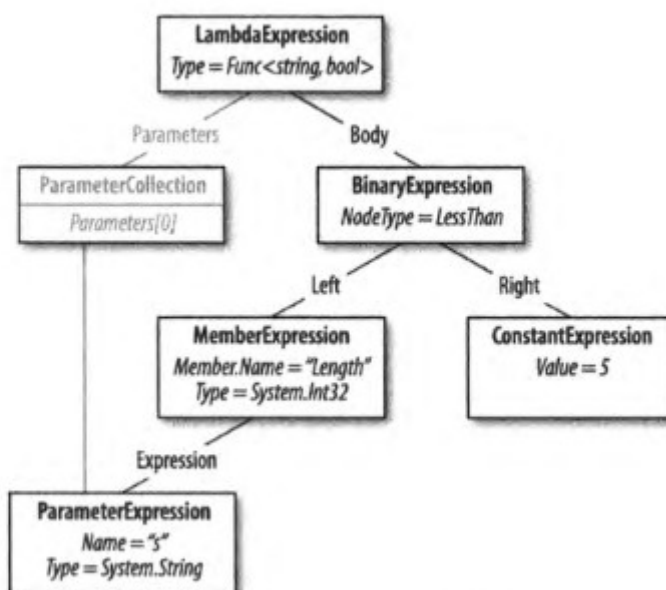 LambdaExpression
Type = Func<string, bool>
Parameters
Body
ParameterCollection
Parameters[0]
BinaryExpression
NodeType = LessThan
Left
Right
MemberExpression
Member.Name = “Length”
Type = System.Int32
ConstantExpression
Value = 5
Expression
ParameterExpression
Name = “s”
Type = System.String